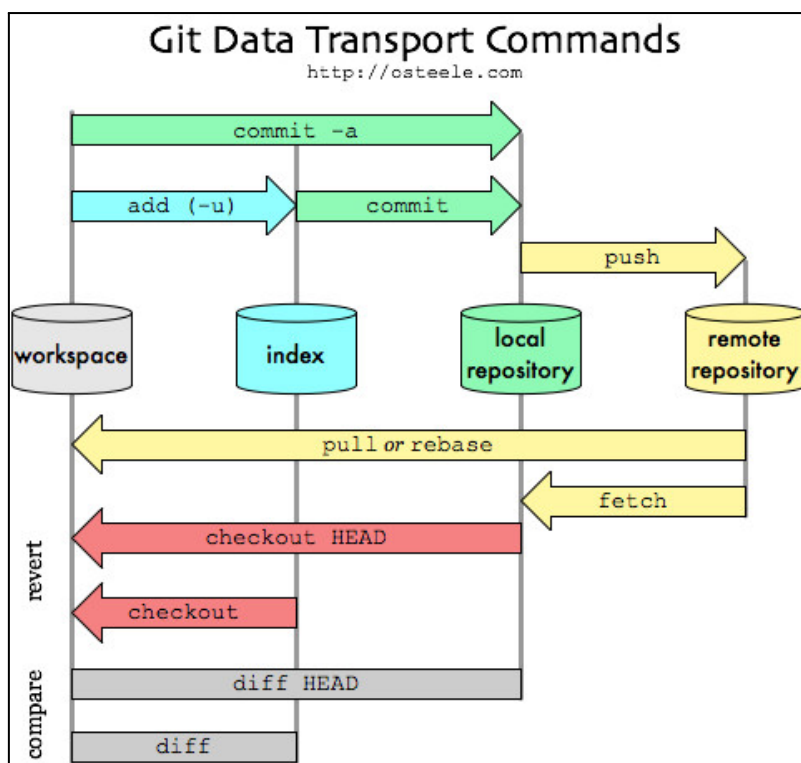 Git Data Transport Commands
http://osteele.com
commit -a
add (-u)
commit
push
workspace
index
local
repository
remote
repository
pull or rebase
fetch
revert
checkout HEAD
checkout
compare
diff HEAD
diff